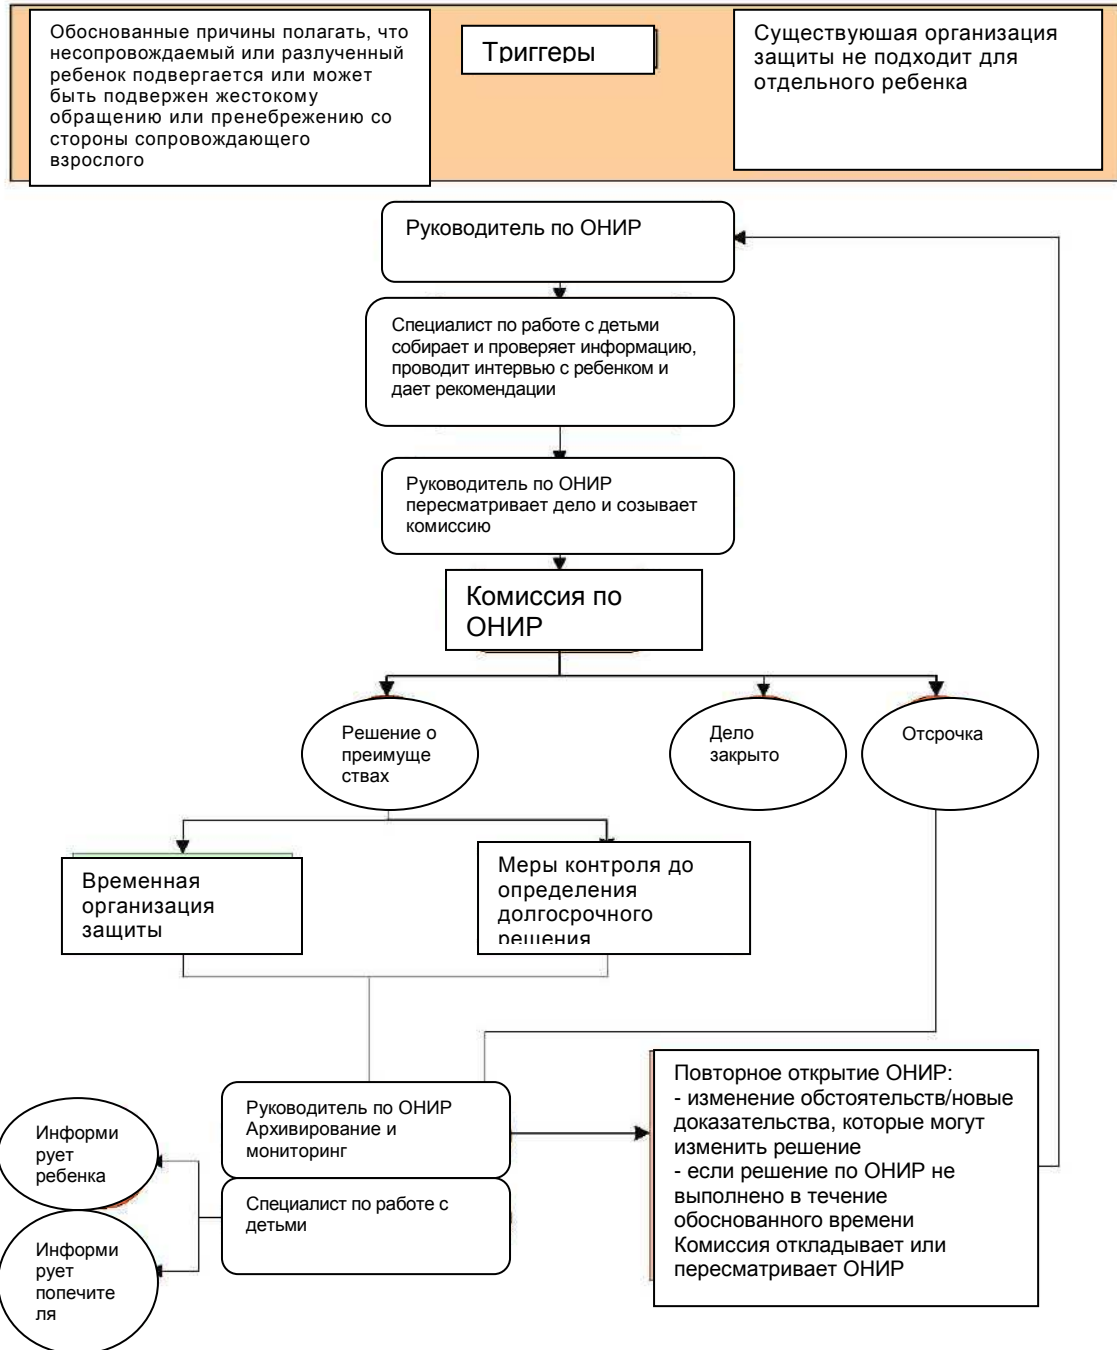 Обоснованные причины полагать, что
несопровождаемый или разлученный
ребенок подвергается или может
быть подвержен жестокому
обращению или пренебрежению со
стороны сопровождающего
взрослого
Триггеры
Существуюшая организация
защиты не подходит для
отдельного ребенка
Руководитель по ОНИР
Специалист по работе с детьми
собирает и проверяет информацию,
проводит интервью с ребенком и
дает рекомендации
Руководитель по ОНИР
пересматривает дело и созывает
комиссию
Комиссия по
ОНИР
Решение о
преимуще
ствах
Дело
закрыто
Отсрочка
Временная
организация
защиты
Меры контроля до
определения
долгосрочного
решения
Руководитель по ОНИР
Архивирование и
мониторинг
Специалист по работе с
детьми
Информи
рует
ребенка
Информи
рует
попечите
ля
Повторное открытие ОНИР:
- изменение обстоятельств/новые
доказательства, которые могут
изменить решение
- если решение по ОНИР не
выполнено в течение
обоснованного времени
Комиссия откладывает или
пересматривает ОНИР